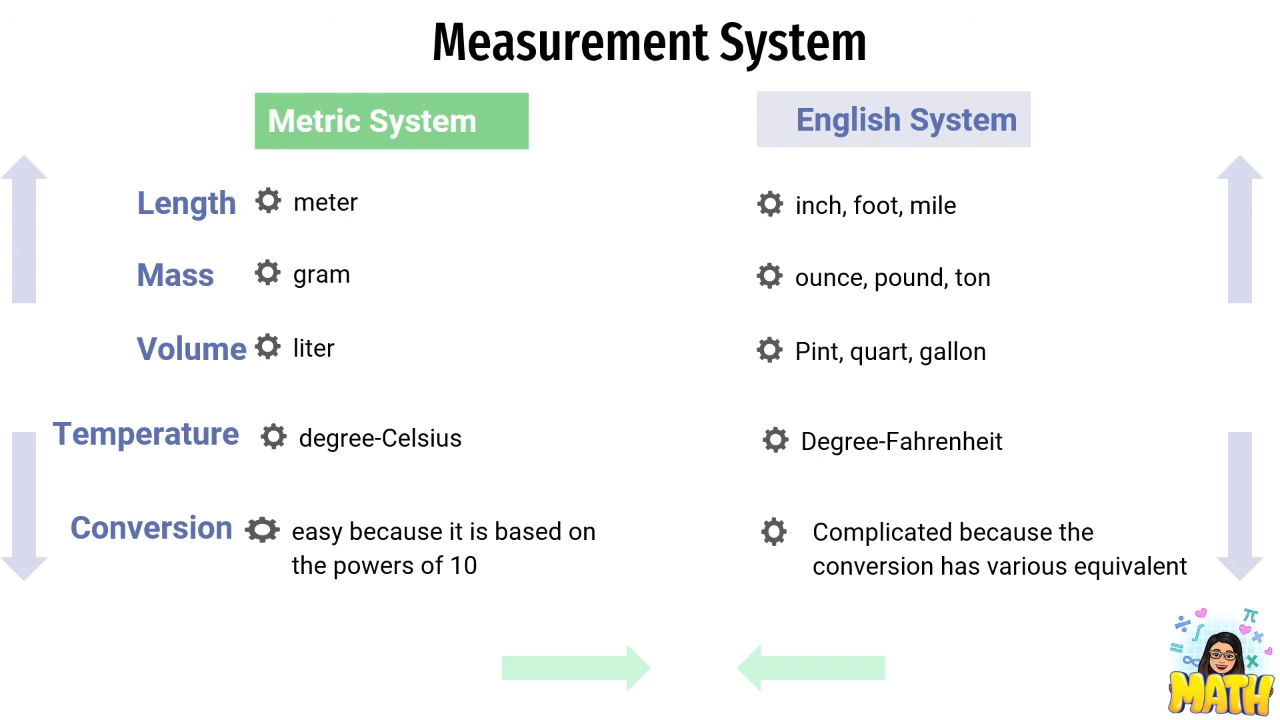 Measurement System
Metric System
English System
Length
meter
inch, foot, mile
Mass
gram
ounce, pound, ton
Volume
liter
Pint, quart, gallon
Temperature
degree-Celsius
Degree-Fahrenheit
Conversion
easy because it is based on
the powers of 10
Complicated because the
conversion has various equivalent
MATH